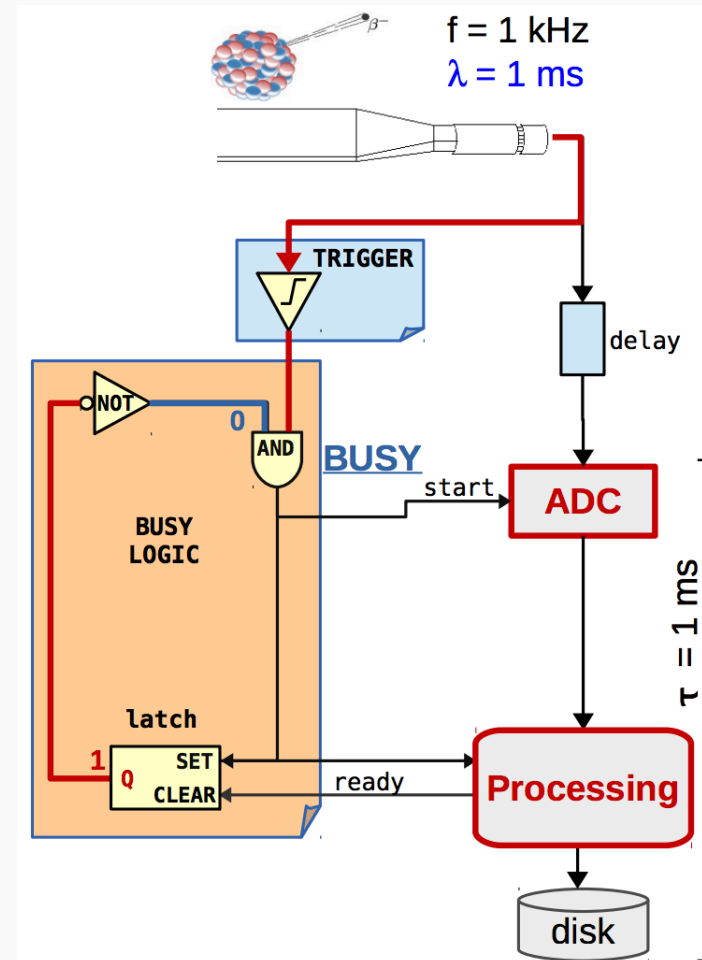 β−
f = 1 kHz
λ = 1 ms
TRIGGER
delay
NOT
0
AND
BUSY
start
ADC
BUSY
LOGIC
τ = 1 ms
latch
1
Q
SET
CLEAR
ready
Processing
disk